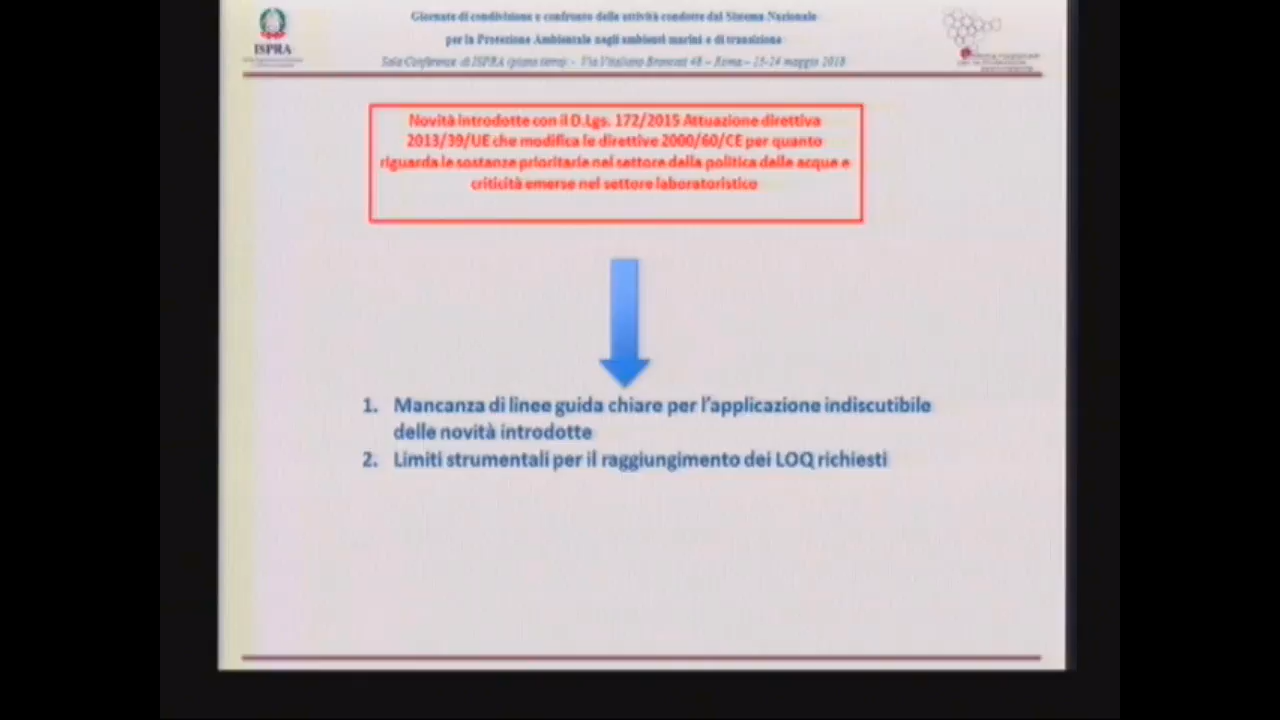 Giornate di condivisione e confronto delle attività condotte dal Sistema Nazionale
per la Protezione Ambientale negli ambienti marini e di transizione
Sala Conferenze di ISPRA (piano terra) - Via Vitaliano Brancati 48 – Roma – 23-24 maggio 2018
ISPRA
Novità introdotte con il D.Lgs. 172/2015 Attuazione direttiva
2013/39/UE che modifica le direttive 2000/60/CE per quanto
riguarda le sostanze prioritarie nel settore della politica delle acque e
criticità emerse nel settore laboratoristico
1. Mancanza di linee guida chiare per l'applicazione indiscutibile
delle novità introdotte
2. Limiti strumentali per il raggiungimento dei LOQ richiesti